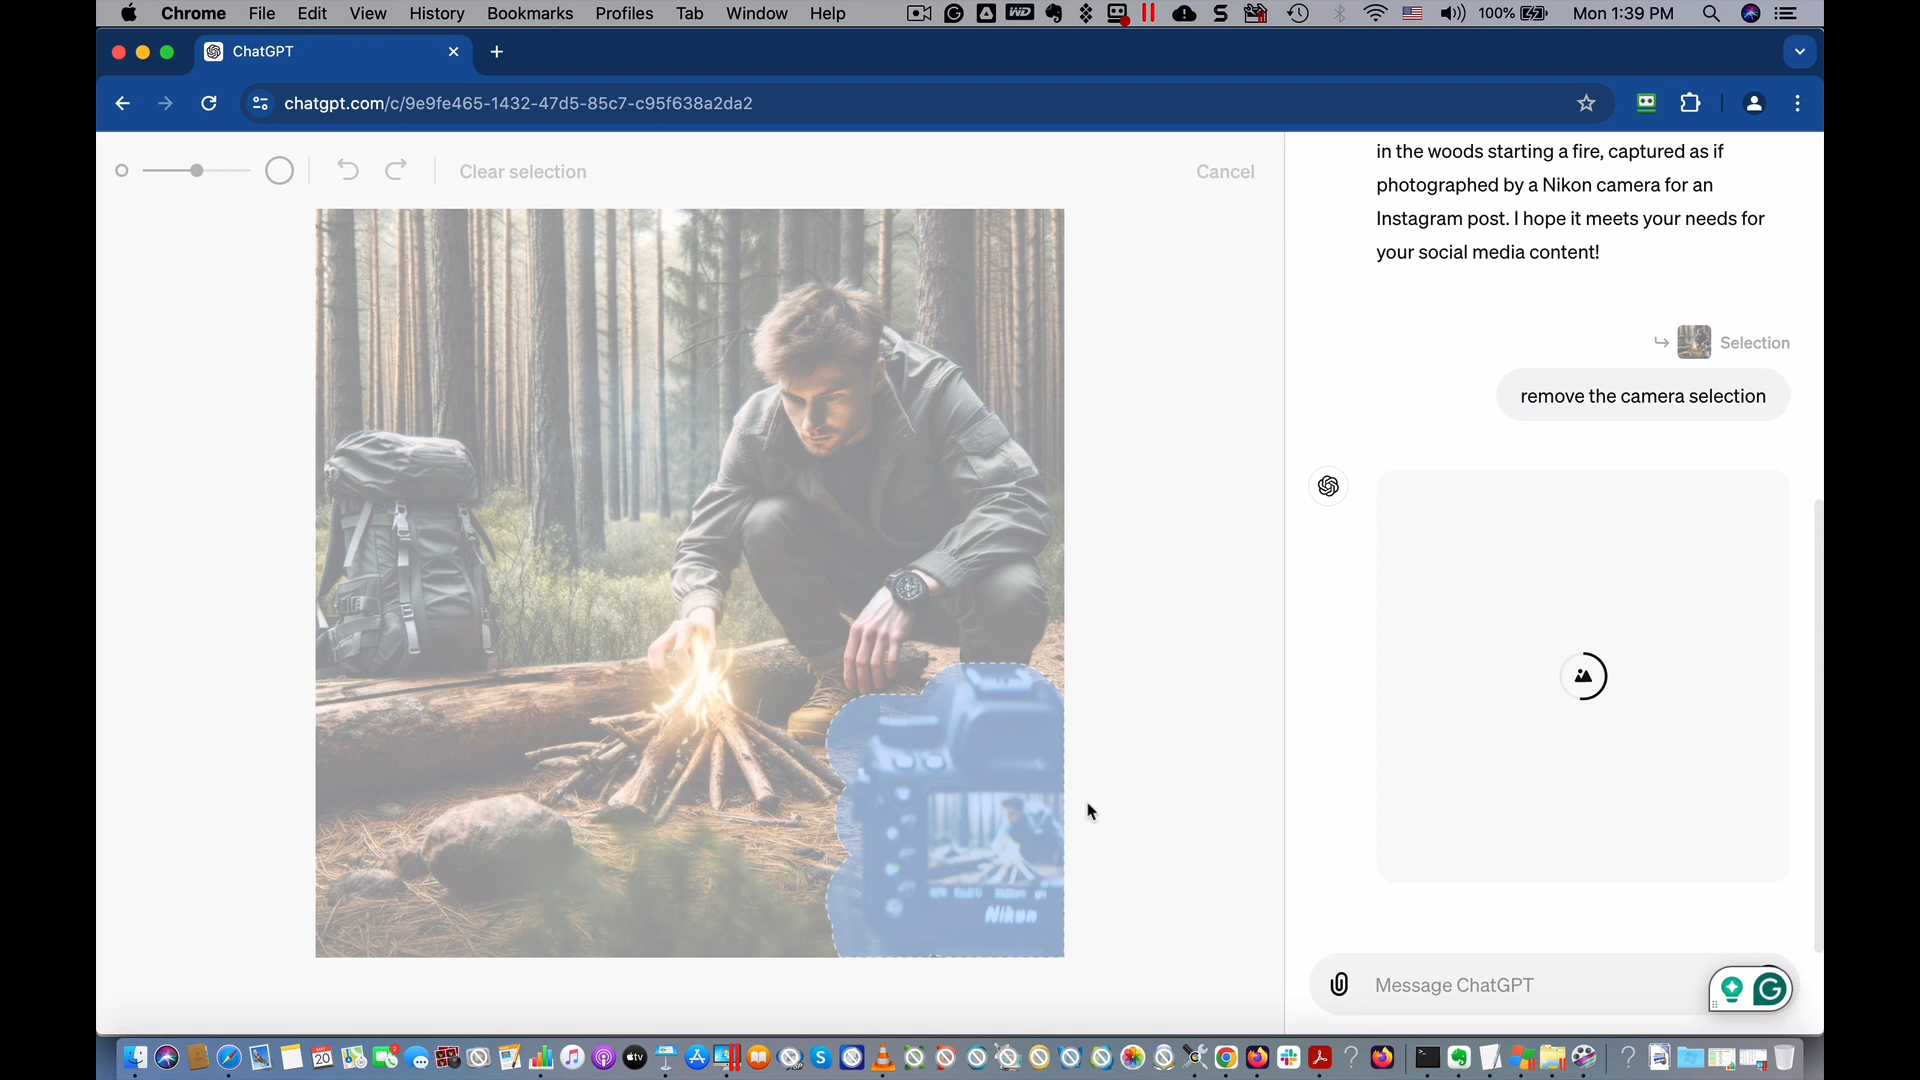 Chrome File Edit View History Bookmarks Profiles Tab Window Help
WD
S
100%
Mon 1:39 PM
ChatGPT
chatgpt.com/c/9e9fe465-1432-47d5-85c7-c95f638a2da2
Clear selection
Cancel
Nikon
in the woods starting a fire, captured as if
photographed by a Nikon camera for an
Instagram post. I hope it meets your needs for
your social media content!
Selection
remove the camera selection
Message ChatGPT
20
tv